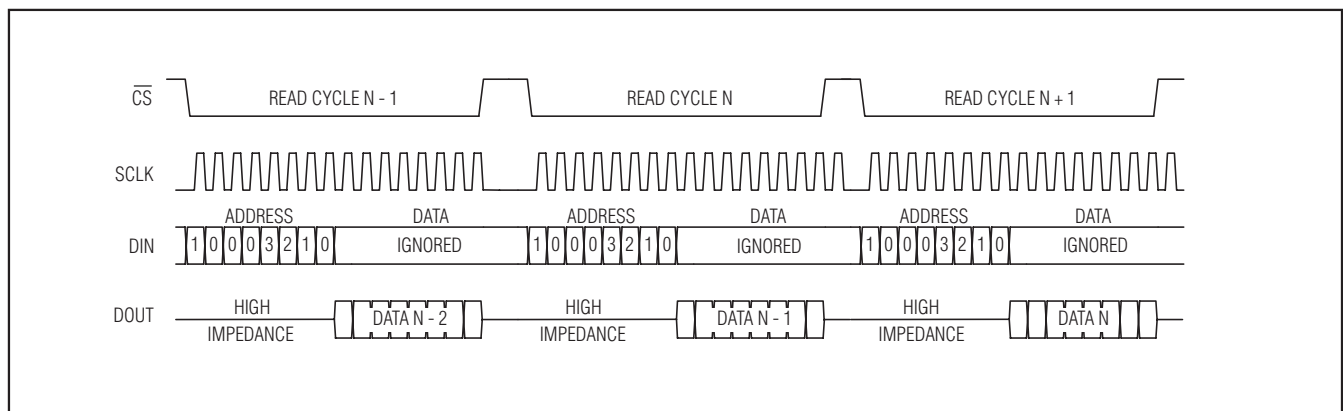 CS READ CYCLE N - 1 READ CYCLE N READ CYCLE N + 1
SCLK
ADDRESS DATA ADDRESS DATA ADDRESS DATA
DIN 1 0 0 0 3 2 1 0 IGNORED 1 0 0 0 3 2 1 0 IGNORED 1 0 0 0 3 2 1 0 IGNORED
DOUT HIGH IMPEDANCE DATA N - 2 HIGH IMPEDANCE DATA N - 1 HIGH IMPEDANCE DATA N